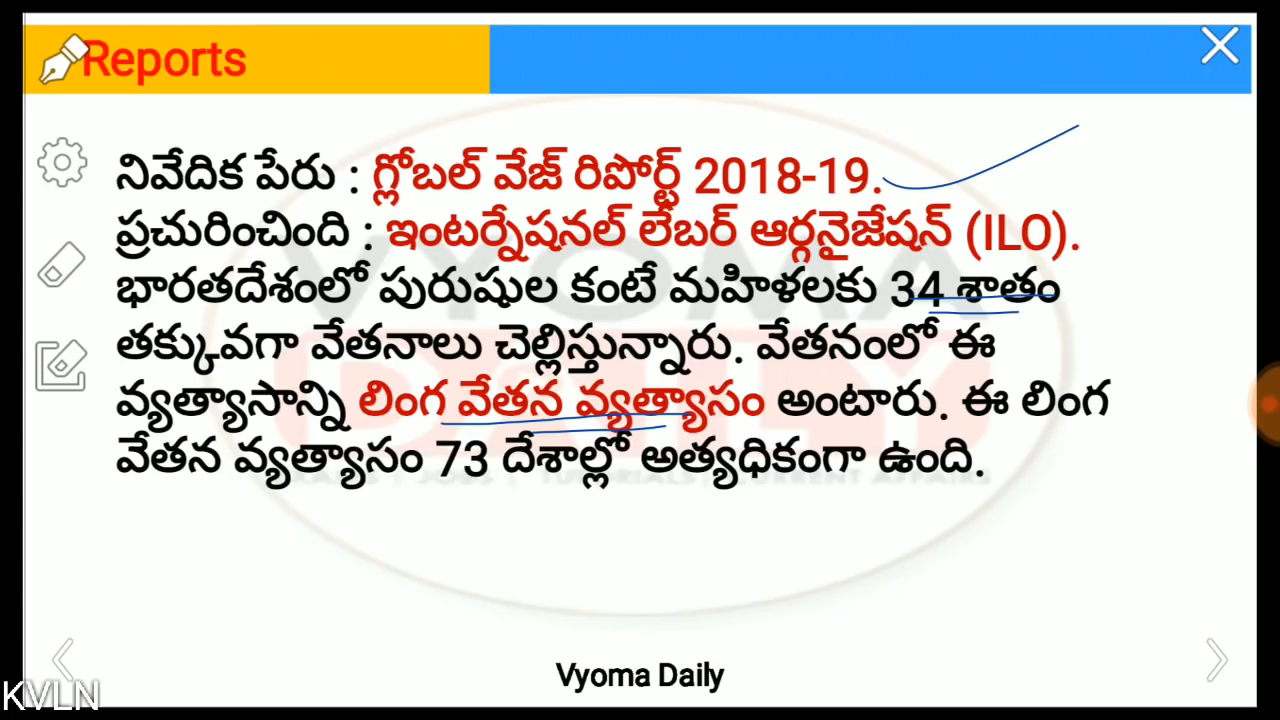 Reports
నివేదిక పేరు : గ్లోబల్ వేజ్ రిపోర్ట్ 2018-19.
ప్రచురించింది : ఇంటర్నేషనల్ లేబర్ ఆర్గనైజేషన్ (ILO).
భారతదేశంలో పురుషుల కంటే మహిళలకు 34 శాతం
తక్కువగా వేతనాలు చెల్లిస్తున్నారు. వేతనంలో ఈ
వ్యత్యాసాన్ని లింగ వేతన వ్యత్యాసం అంటారు. ఈ లింగ
వేతన వ్యత్యాసం 73 దేశాల్లో అత్యధికంగా ఉంది.
Vyoma Daily
KVLN